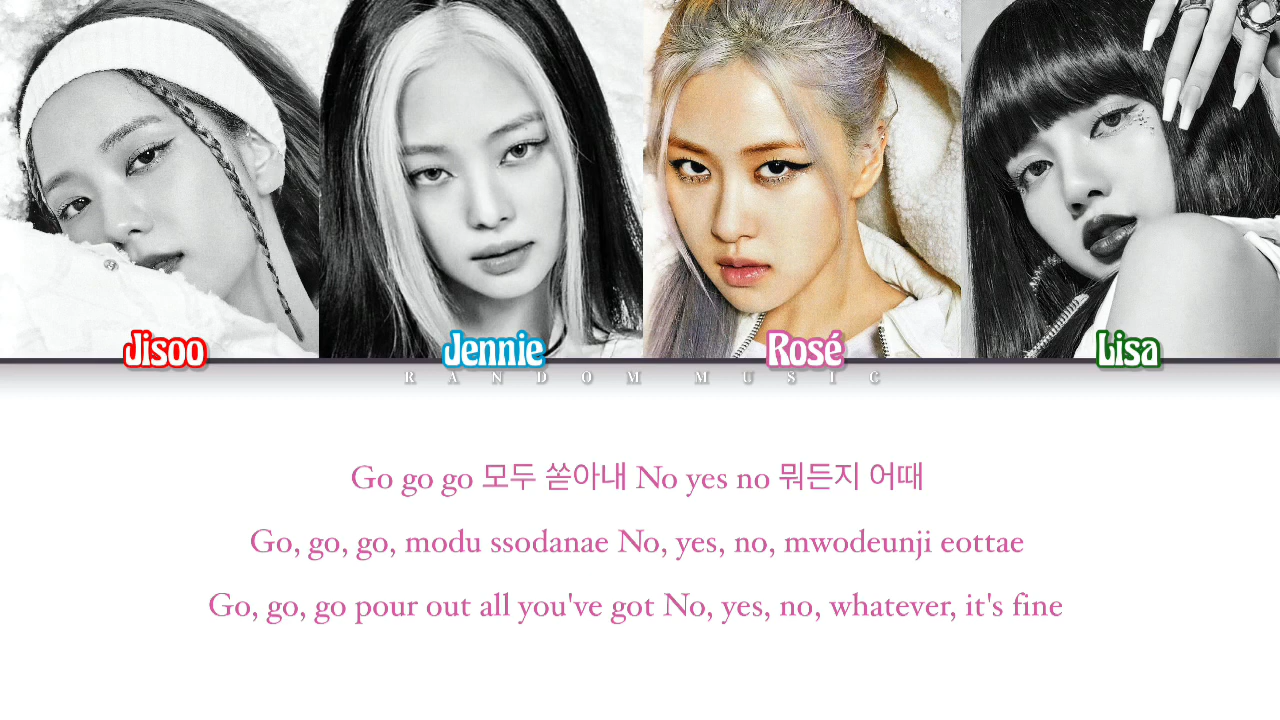 Jisoo Jennie Rosé Lisa
RANDOM MUSIC
Go go go 모두 쏟아내 No yes no 뭐든지 어때
Go, go, go, modu ssodanae No, yes, no, mwodeunji eottae
Go, go, go pour out all you've got No, yes, no, whatever, it's fine